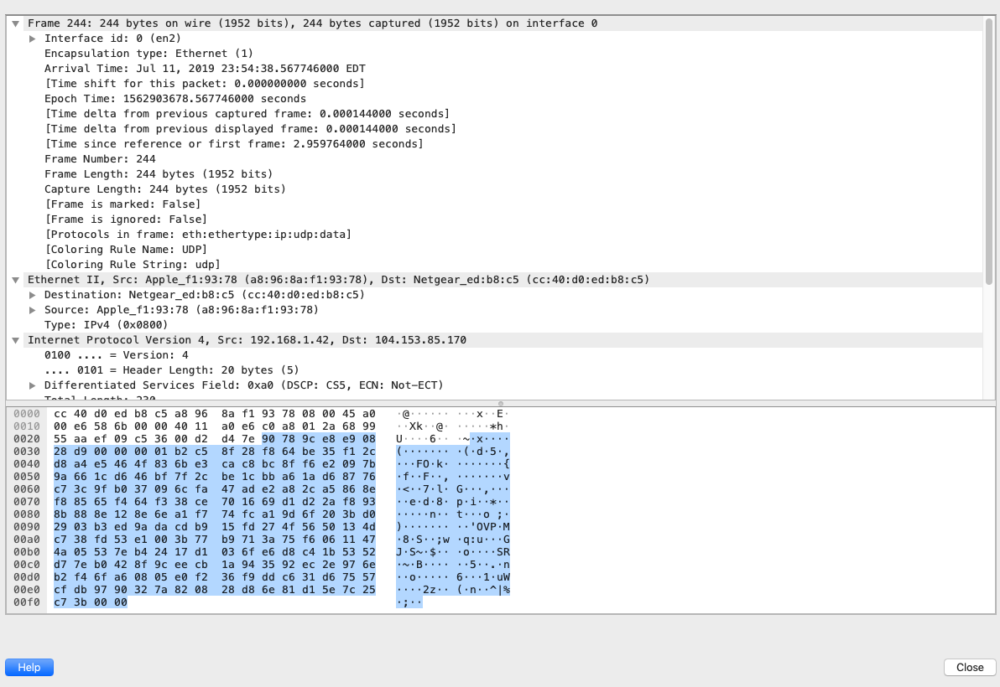 Frame 244: 244 bytes on wire (1952 bits), 244 bytes captured (1952 bits) on interface 0
Interface id: 0 (en2)
Encapsulation type: Ethernet (1)
Arrival Time: Jul 11, 2019 23:54:38.567746000 EDT
[Time shift for this packet: 0.000000000 seconds]
Epoch Time: 1562903678.567746000 seconds
[Time delta from previous captured frame: 0.000144000 seconds]
[Time delta from previous displayed frame: 0.000144000 seconds]
[Time since reference or first frame: 2.959764000 seconds]
Frame Number: 244
Frame Length: 244 bytes (1952 bits)
Capture Length: 244 bytes (1952 bits)
[Frame is marked: False]
[Frame is ignored: False]
[Protocols in frame: eth:ethertype:ip:udp:data]
[Coloring Rule Name: UDP]
[Coloring Rule String: udp]
Ethernet II, Src: Apple_f1:93:78 (a8:96:8a:f1:93:78), Dst: Netgear_ed:b8:c5 (cc:40:d0:ed:b8:c5)
Destination: Netgear_ed:b8:c5 (cc:40:d0:ed:b8:c5)
Source: Apple_f1:93:78 (a8:96:8a:f1:93:78)
Type: IPv4 (0x0800)
Internet Protocol Version 4, Src: 192.168.1.42, Dst: 104.153.85.170
0100 .... = Version: 4
.... 0101 = Header Length: 20 bytes (5)
Differentiated Services Field: 0xa0 (DSCP: CS5, ECN: Not-ECT)
Total Length: 230
0000 cc 40 d0 ed b8 c5 a8 96 8a f1 93 78 08 00 45 a0 ·@······ ···x··E·
0010 00 e6 58 6b 00 00 40 11 a0 e6 c0 a8 01 2a 68 99 ··Xk··@· ·····*h·
0020 55 aa ef 09 c5 36 00 d2 d4 7e 90 78 9c e8 e9 08 U····6·· ·~·x····
0030 28 d9 00 00 00 01 b2 c5 8f 28 f8 64 be 35 f1 2c (······· ·(·d·5·,
0040 d8 a4 e5 46 4f 83 6b e3 ca c8 bc 8f f6 e2 09 7b ···FO·k· ·······{
0050 9a 66 1c d6 46 bf 7f 2c be 1c bb a6 1a d6 87 76 ·f··F··, ·······v
0060 c7 3c 9f b0 37 09 6c fa 47 ad e2 a8 2c a5 86 8e ·<··7·l· G···,···
0070 f8 85 65 f4 64 f3 38 ce 70 16 69 d1 d2 2a f8 93 ··e·d·8· p·i··*··
0080 8b 88 8e 12 8e 6e a1 f7 74 fc a1 9d 6f 20 3b d0 ·····n·· t···o ;·
0090 29 03 b3 ed 9a da cd b9 15 fd 27 4f 56 50 13 4d )······· ··'OVP·M
00a0 c7 38 fd 53 e1 00 3b 77 b9 71 3a 75 f6 06 11 47 ·8·S··;w ·q:u···G
00b0 4a 05 53 7e b4 24 17 d1 03 6f e6 d8 c4 1b 53 52 J·S~·$·· ·o····SR
00c0 d7 7e b0 42 8f 9c ee cb 1a 94 35 92 ec 2e 97 6e ·~·B···· ··5··.·n
00d0 b2 f4 6f a6 08 05 e0 f2 36 f9 dd c6 31 d6 75 57 ··o····· 6···1·uW
00e0 cf db 97 90 32 7a 82 08 28 d8 6e 81 d1 5e 7c 25 ····2z·· (·n··^|%
00f0 c7 3b 00 00 ·;··
Help
Close